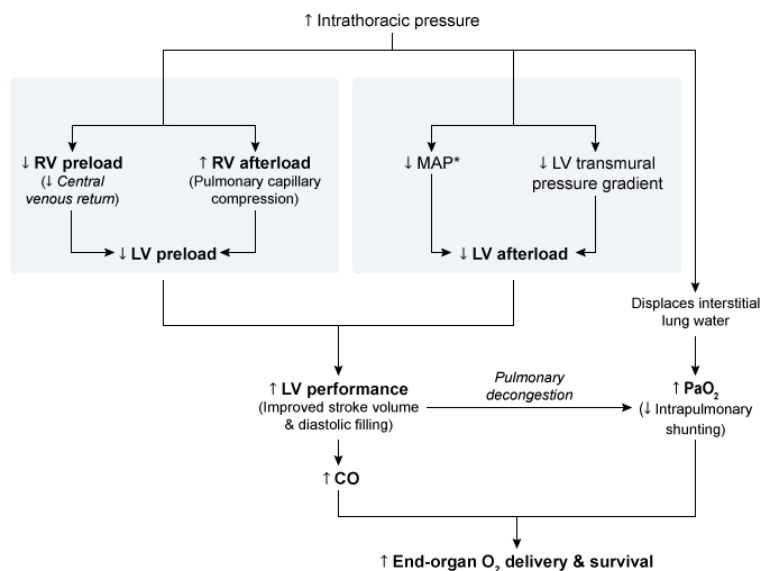 ↑ Intrathoracic pressure
↓ RV preload
(↓ Central
venous return)
↑ RV afterload
(Pulmonary capillary
compression)
↓ LV preload
↓ MAP*
↓ LV transmural
pressure gradient
↓ LV afterload
Displaces interstitial
lung water
↑ LV performance
(Improved stroke volume
& diastolic filling)
Pulmonary
decongestion
↑ PaO₂
(↓ Intrapulmonary
shunting)
↑ CO
↑ End-organ O₂ delivery & survival